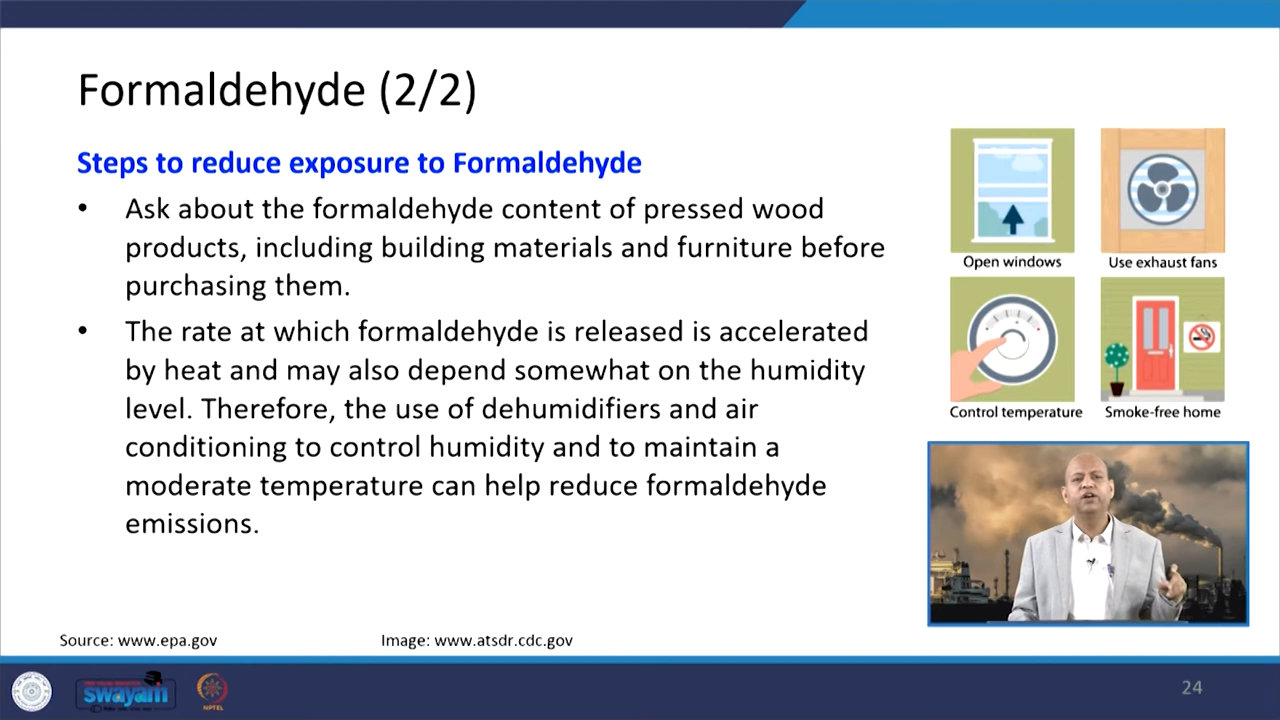 Formaldehyde (2/2)
Steps to reduce exposure to Formaldehyde
• Ask about the formaldehyde content of pressed wood
products, including building materials and furniture before
purchasing them.
• The rate at which formaldehyde is released is accelerated
by heat and may also depend somewhat on the humidity
level. Therefore, the use of dehumidifiers and air
conditioning to control humidity and to maintain a
moderate temperature can help reduce formaldehyde
emissions.
Open windows
Use exhaust fans
Control temperature
Smoke-free home
Source: www.epa.gov
Image: www.atsdr.cdc.gov
swayam
NPTEL
24